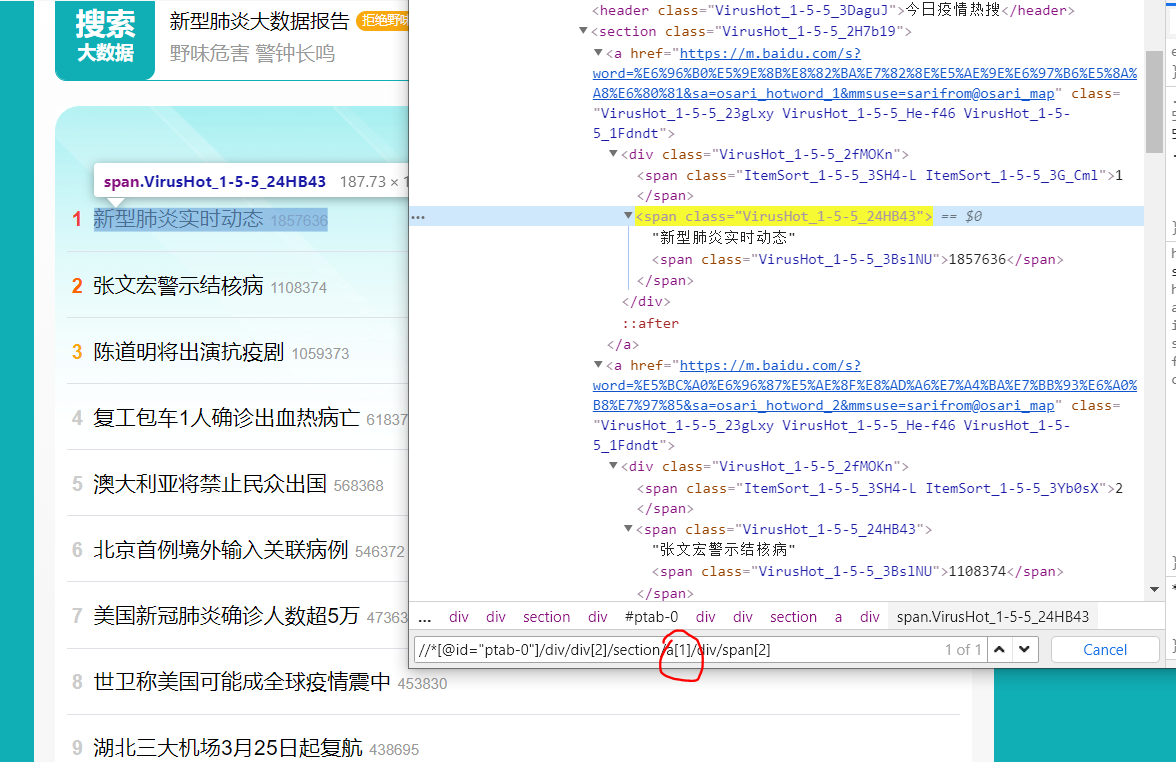 搜索
大数据
新型肺炎大数据报告 拒绝野味
野味危害 警钟长鸣
span.VirusHot_1-5-5_24HB43 187.73 × 1
1 新型肺炎实时动态 1857636
2 张文宏警示结核病 1108374
3 陈道明将出演抗疫剧 1059373
4 复工包车1人确诊出血热病亡 61837
5 澳大利亚将禁止民众出国 568368
6 北京首例境外输入关联病例 546372
7 美国新冠肺炎确诊人数超5万 47363
8 世卫称美国可能成全球疫情震中 453830
9 湖北三大机场3月25日起复航 438695
<header class="VirusHot_1-5-5_3DaguJ">今日疫情热搜</header>
▼<section class="VirusHot_1-5-5_2H7b19">
▼<a href="https://m.baidu.com/s?
word=%E6%96%B0%E5%9E%8B%E8%82%BA%E7%82%8E%E5%AE%9E%E6%97%B6%E5%8A%
A8%E6%80%81&sa=osari_hotword_1&mmsuse=sarifrom@osari_map" class=
"VirusHot_1-5-5_23gLxy VirusHot_1-5-5_He-f46 VirusHot_1-5-
5_1Fdndt">
▼<div class="VirusHot_1-5-5_2fMOKn">
<span class="ItemSort_1-5-5_3SH4-L ItemSort_1-5-5_3G_Cml">1
</span>
… ▼<span class="VirusHot_1-5-5_24HB43"> == $0
"新型肺炎实时动态"
<span class="VirusHot_1-5-5_3BslNU">1857636</span>
</span>
</div>
::after
</a>
▼<a href="https://m.baidu.com/s?
word=%E5%BC%A0%E6%96%87%E5%AE%8F%E8%AD%A6%E7%A4%BA%E7%BB%93%E6%A0%
B8%E7%97%85&sa=osari_hotword_2&mmsuse=sarifrom@osari_map" class=
"VirusHot_1-5-5_23gLxy VirusHot_1-5-5_He-f46 VirusHot_1-5-
5_1Fdndt">
▼<div class="VirusHot_1-5-5_2fMOKn">
<span class="ItemSort_1-5-5_3SH4-L ItemSort_1-5-5_3Yb0sX">2
</span>
▼<span class="VirusHot_1-5-5_24HB43">
"张文宏警示结核病"
<span class="VirusHot_1-5-5_3BslNU">1108374</span>
</span>
... div div section div #ptab-0 div div section a div span.VirusHot_1-5-5_24HB43
//*[@id="ptab-0"]/div/div[2]/section/a[1]/div/span[2] 1 of 1 Cancel